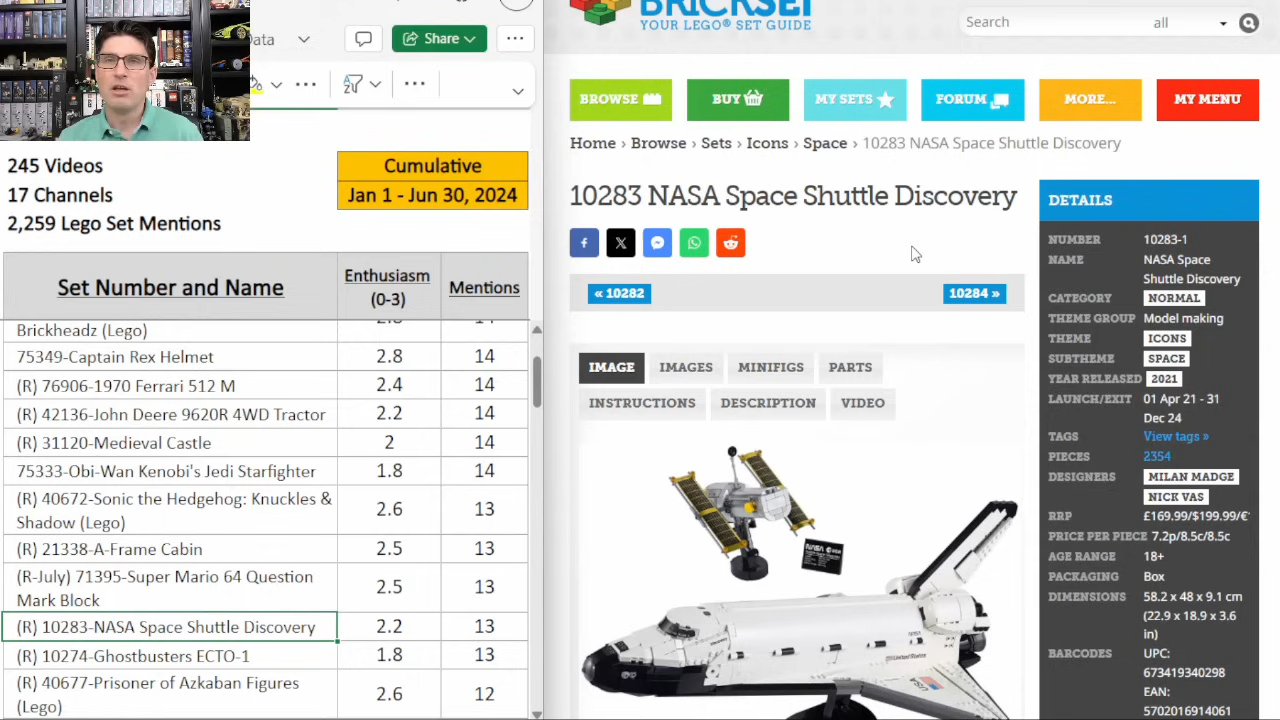 ata
Share
245 Videos
17 Channels
2,259 Lego Set Mentions
Cumulative
Jan 1 - Jun 30, 2024
Set Number and Name
Enthusiasm
(0-3)
Mentions
Brickheadz (Lego)
75349-Captain Rex Helmet 2.8 14
(R) 76906-1970 Ferrari 512 M 2.4 14
(R) 42136-John Deere 9620R 4WD Tractor 2.2 14
(R) 31120-Medieval Castle 2 14
75333-Obi-Wan Kenobi's Jedi Starfighter 1.8 14
(R) 40672-Sonic the Hedgehog: Knuckles &
Shadow (Lego) 2.6 13
(R) 21338-A-Frame Cabin 2.5 13
(R-July) 71395-Super Mario 64 Question
Mark Block 2.5 13
(R) 10283-NASA Space Shuttle Discovery 2.2 13
(R) 10274-Ghostbusters ECTO-1 1.8 13
(R) 40677-Prisoner of Azkaban Figures
(Lego) 2.6 12
BRICKSET
YOUR LEGO® SET GUIDE
Search all
BROWSE BUY MY SETS FORUM MORE... MY MENU
Home › Browse › Sets › Icons › Space › 10283 NASA Space Shuttle Discovery
10283 NASA Space Shuttle Discovery
« 10282 10284 »
IMAGE IMAGES MINIFIGS PARTS
INSTRUCTIONS DESCRIPTION VIDEO
NASA
NASA
United States
DETAILS
NUMBER 10283-1
NAME NASA Space
Shuttle Discovery
CATEGORY NORMAL
THEME GROUP Model making
THEME ICONS
SUBTHEME SPACE
YEAR RELEASED 2021
LAUNCH/EXIT 01 Apr 21 - 31
Dec 24
TAGS View tags »
PIECES 2354
DESIGNERS MILAN MADGE
NICK VAS
RRP £169.99/$199.99/€
PRICE PER PIECE 7.2p/8.5c/8.5c
AGE RANGE 18+
PACKAGING Box
DIMENSIONS 58.2 x 48 x 9.1 cm
(22.9 x 18.9 x 3.6
in)
BARCODES UPC:
673419340298
EAN:
5702016914061